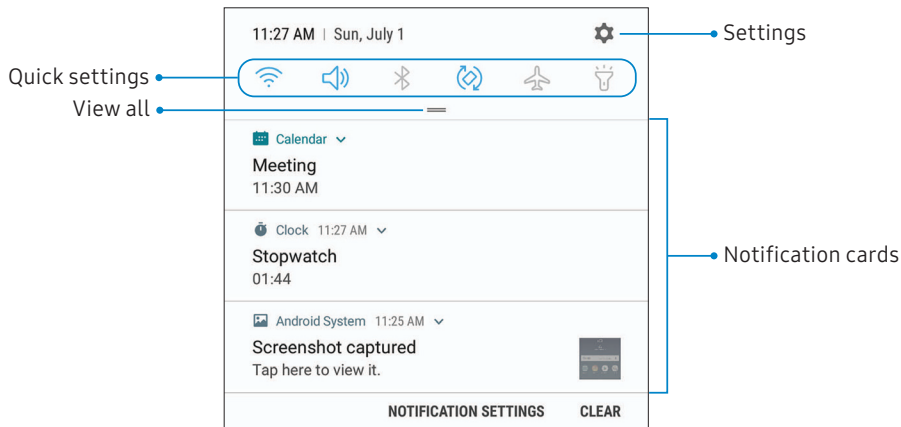 11:27 AM | Sun, July 1
Settings
Quick settings
View all
Calendar
Meeting
11:30 AM
Clock 11:27 AM
Stopwatch
01:44
Notification cards
Android System 11:25 AM
Screenshot captured
Tap here to view it.
NOTIFICATION SETTINGS CLEAR